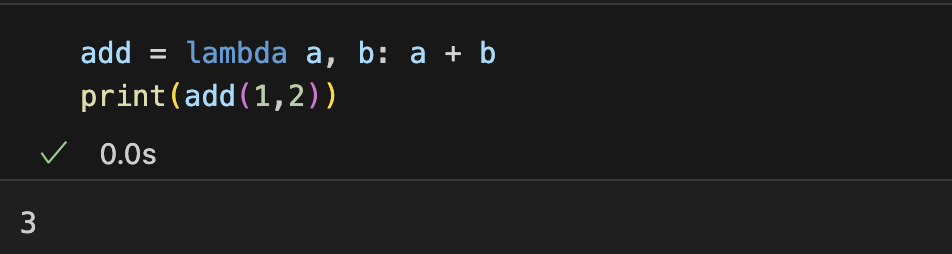 add = lambda a, b: a + b
print(add(1,2))
✓ 0.0s
3